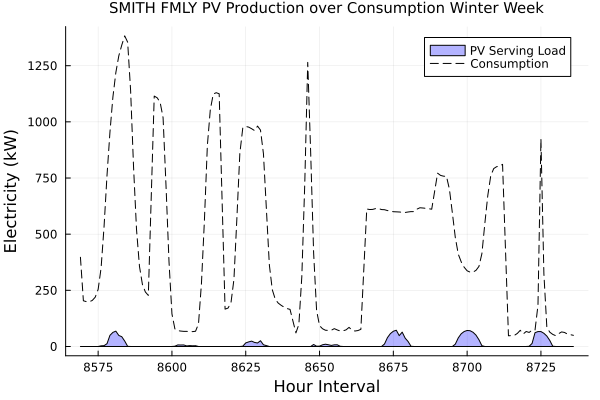 SMITH FMLY PV Production over Consumption Winter Week
PV Serving Load
Consumption
1250
1000
750
500
250
0
Electricity (kW)
8575 8600 8625 8650 8675 8700 8725
Hour Interval